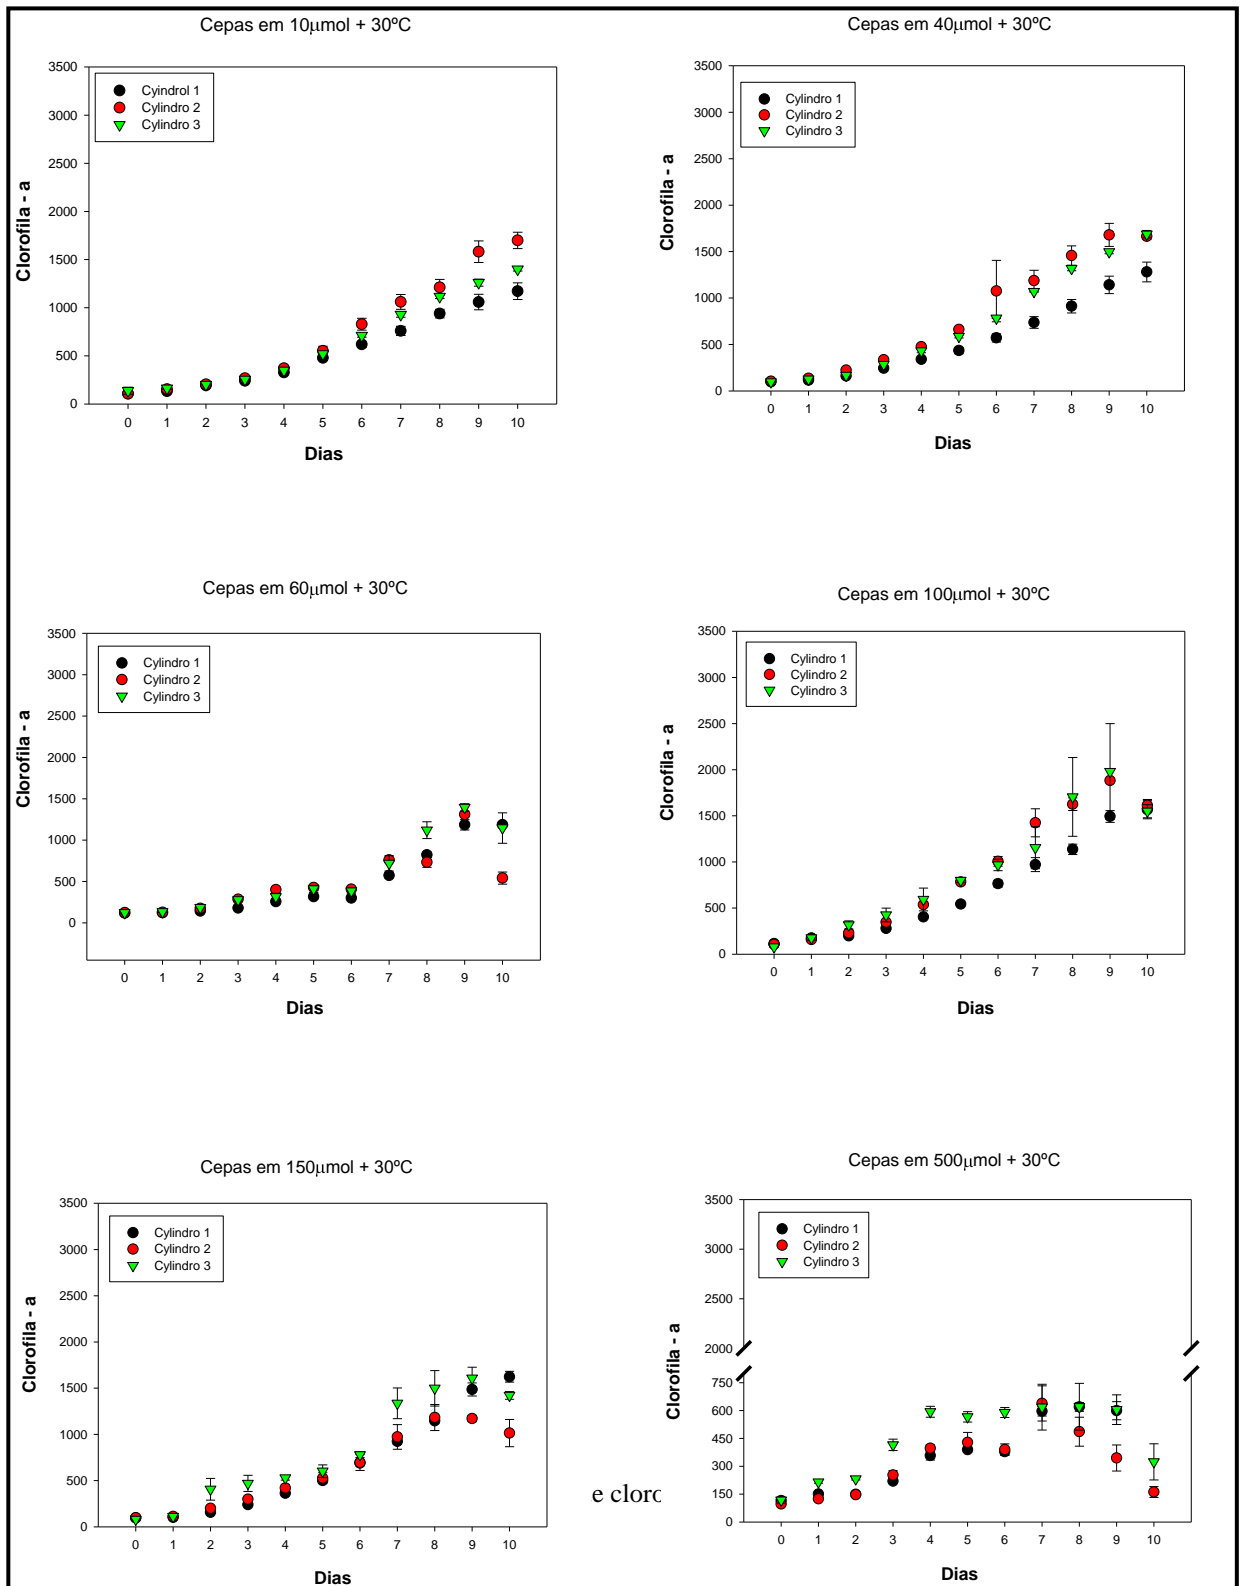 Cepas em 10μmol + 30ºC
3500
3000
2500
2000
1500
1000
500
0
Clorofila - a
Cyindrol 1
Cylindro 2
Cylindro 3
0 1 2 3 4 5 6 7 8 9 10
Dias
Cepas em 40μmol + 30ºC
3500
3000
2500
2000
1500
1000
500
0
Clorofila - a
Cylindro 1
Cylindro 2
Cylindro 3
0 1 2 3 4 5 6 7 8 9 10
Dias
Cepas em 60μmol + 30ºC
3500
3000
2500
2000
1500
1000
500
0
Clorofila - a
Cylindro 1
Cylindro 2
Cylindro 3
0 1 2 3 4 5 6 7 8 9 10
Dias
Cepas em 100μmol + 30ºC
3500
3000
2500
2000
1500
1000
500
0
Clorofila - a
Cylindro 1
Cylindro 2
Cylindro 3
0 1 2 3 4 5 6 7 8 9 10
Dias
Cepas em 150μmol + 30ºC
3500
3000
2500
2000
1500
1000
500
0
Clorofila - a
Cylindro 1
Cylindro 2
Cylindro 3
0 1 2 3 4 5 6 7 8 9 10
Dias
Cepas em 500μmol + 30ºC
3500
3000
2500
2000
750
600
450
300
150
0
Clorofila - a
Cylindro 1
Cylindro 2
Cylindro 3
0 1 2 3 4 5 6 7 8 9 10
Dias
e cloro